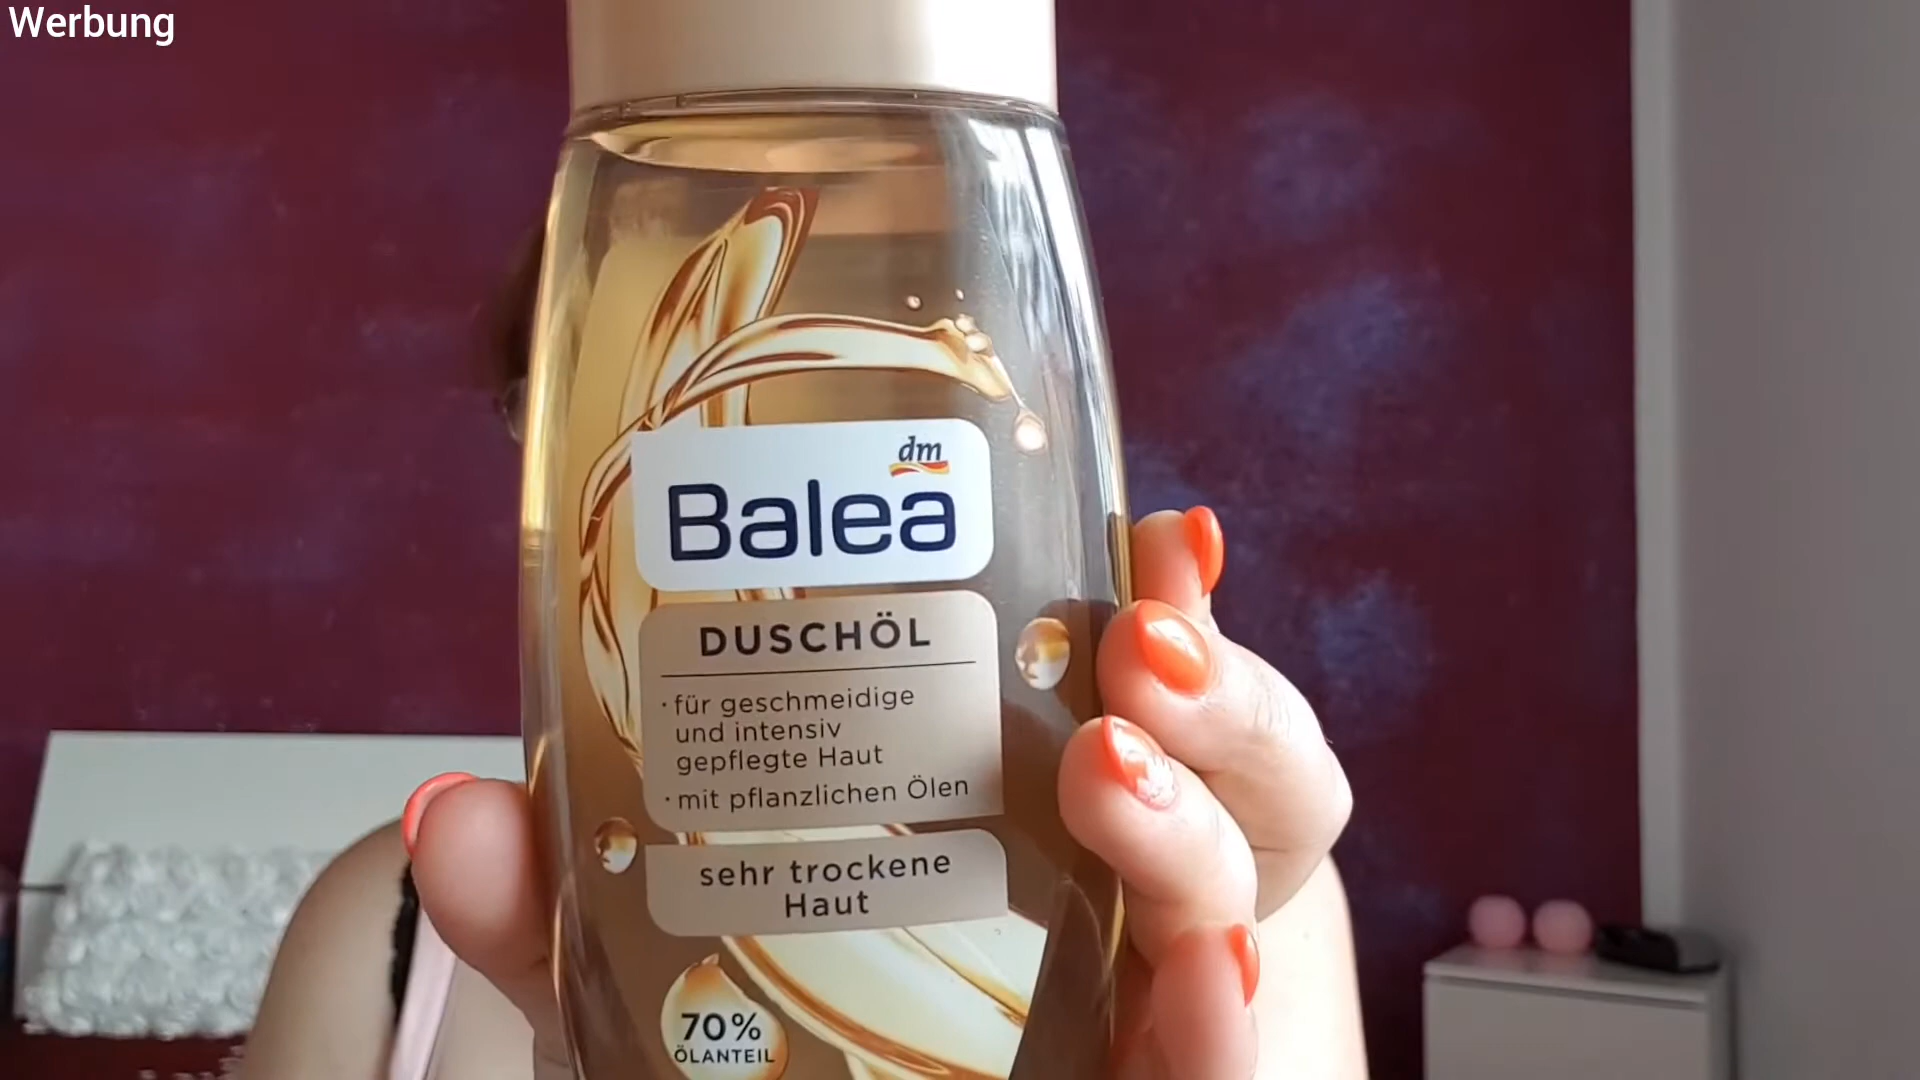 Werbung
dm
Balea
DUSCHÖL
· für geschmeidige
und intensiv
gepflegte Haut
· mit pflanzlichen Ölen
sehr trockene
Haut
70%
ÖLANTEIL